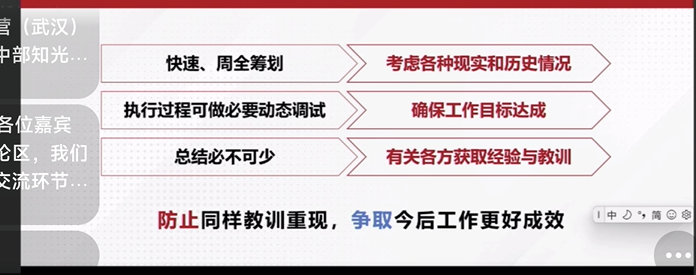 营（武汉）
中部知光...
各位嘉宾
论区，我们
交流环节...
快速、周全筹划
考虑各种现实和历史情况
执行过程可做必要动态调试
确保工作目标达成
总结必不可少
有关各方获取经验与教训
防止同样教训重现，争取今后工作更好成效
中
简